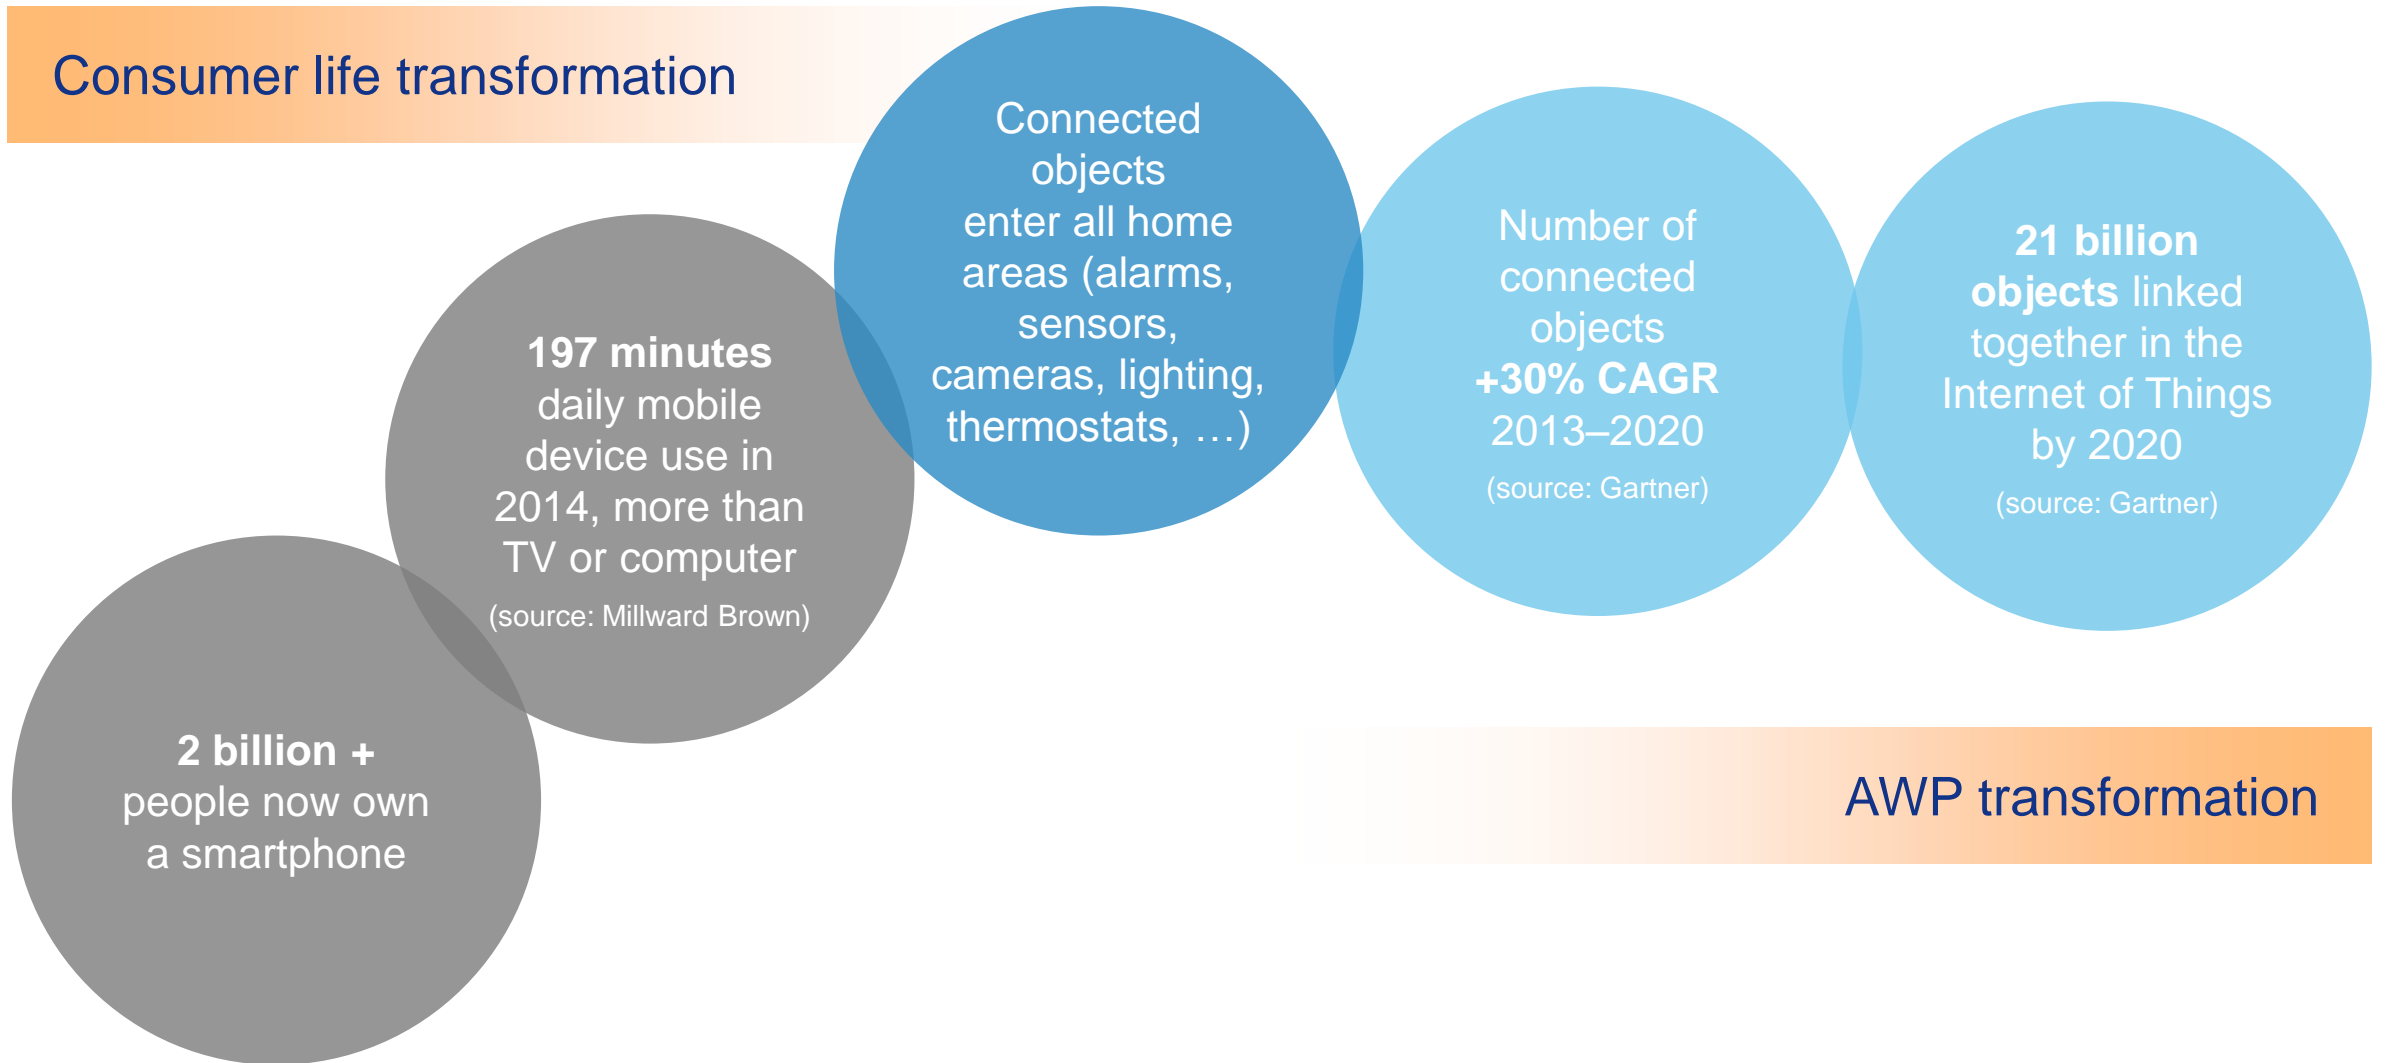 Consumer life transformation
2 billion +
people now own
a smartphone
197 minutes
daily mobile
device use in
2014, more than
TV or computer
(source: Millward Brown)
Connected
objects
enter all home
areas (alarms,
sensors,
cameras, lighting,
thermostats, …)
Number of
connected
objects
+30% CAGR
2013–2020
(source: Gartner)
21 billion
objects linked
together in the
Internet of Things
by 2020
(source: Gartner)
AWP transformation